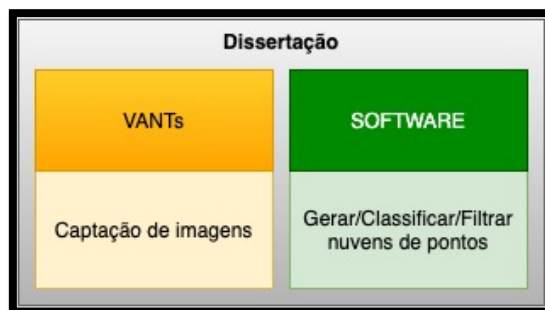 Dissertação
VANTs
SOFTWARE
Captação de imagens
Gerar/Classificar/Filtrar
nuvens de pontos